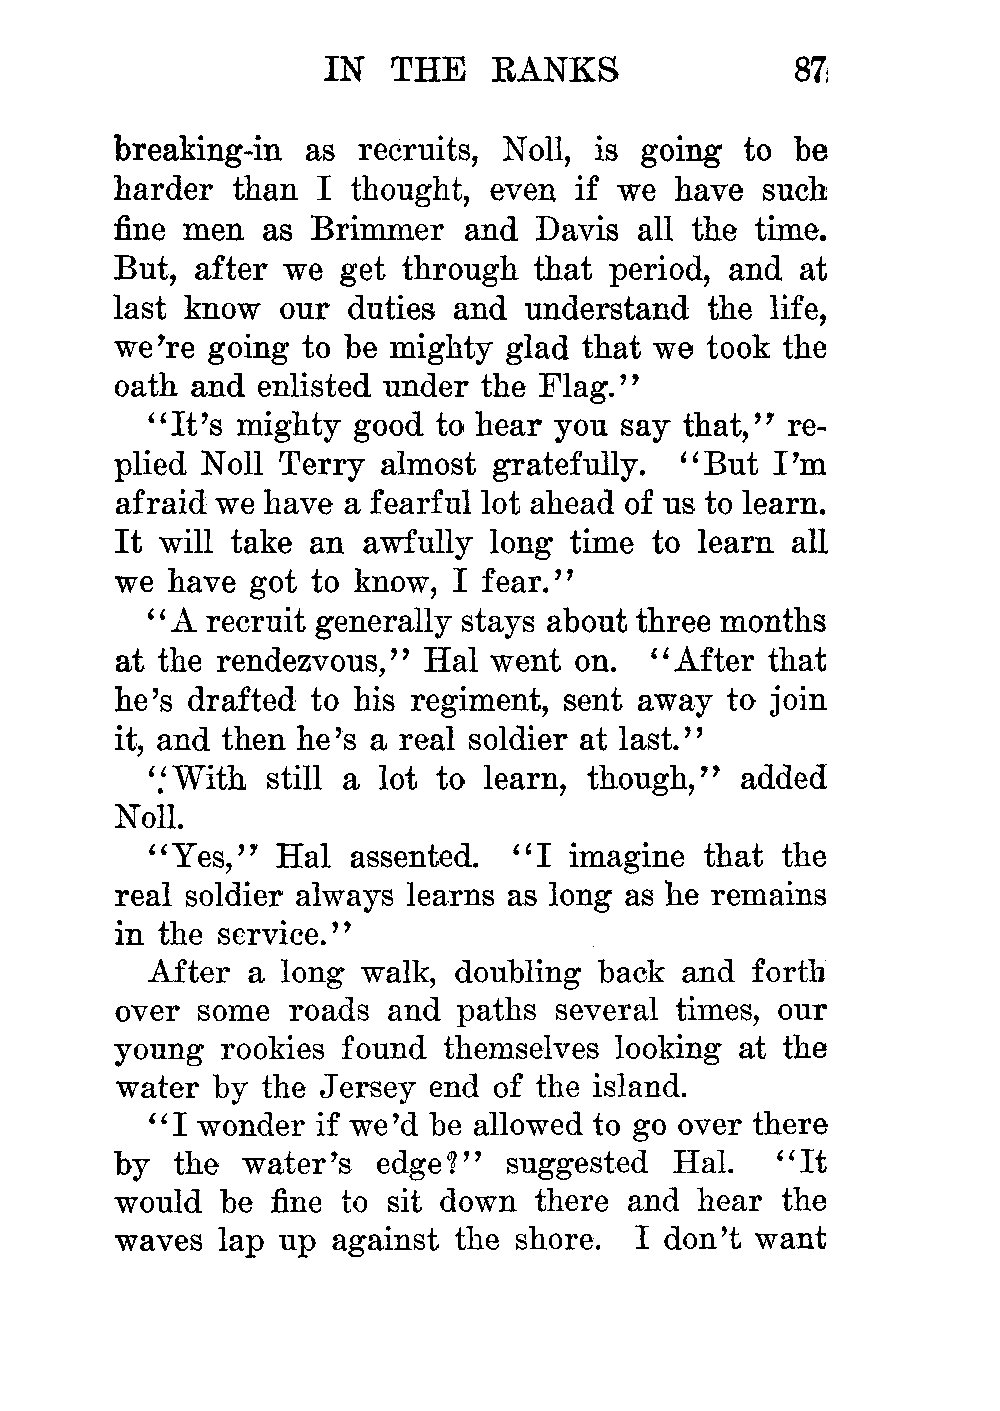 IN THE RANKS 87
breaking-in as recruits, Noll, is going to be
harder than I thought, even if we have such
fine men as Brimmer and Davis all the time.
But, after we get through that period, and at
last know our duties and understand the life,
we're going to be mighty glad that we took the
oath and enlisted under the Flag."
"It's mighty good to hear you say that," re-
plied Noll Terry almost gratefully. "But I'm
afraid we have a fearful lot ahead of us to learn.
It will take an awfully long time to learn all
we have got to know, I fear."
"A recruit generally stays about three months
at the rendezvous," Hal went on. "After that
he's drafted to his regiment, sent away to join
it, and then he's a real soldier at last."
"With still a lot to learn, though," added
Noll.
"Yes," Hal assented. "I imagine that the
real soldier always learns as long as he remains
in the service."
After a long walk, doubling back and forth
over some roads and paths several times, our
young rookies found themselves looking at the
water by the Jersey end of the island.
"I wonder if we'd be allowed to go over there
by the water's edge?" suggested Hal. "It
would be fine to sit down there and hear the
waves lap up against the shore. I don't want